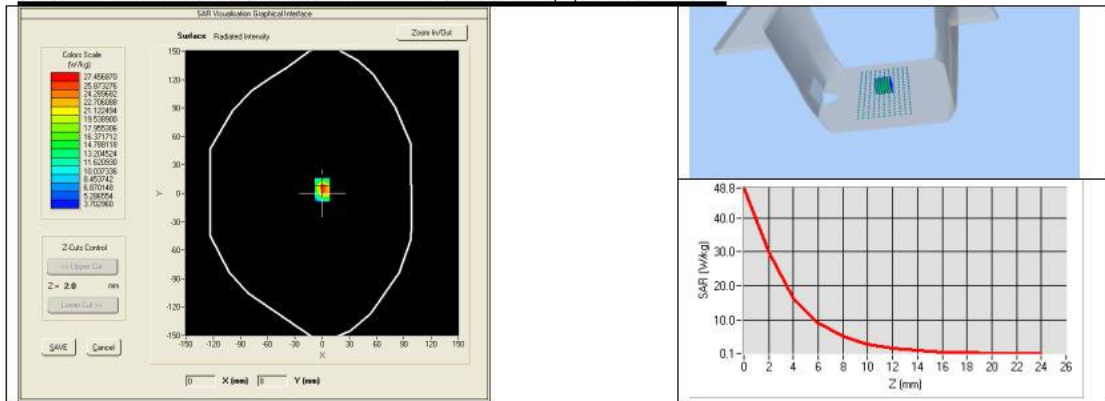 SAR Visualisation Graphical Interface
Surface Radiated Intensity
Zoom In/Out
Colors Scale
(W/kg)
27.456870
25.873276
24.289682
22.706088
21.122494
19.538900
17.955306
16.371712
14.788118
13.204524
11.620930
10.037336
8.453742
6.870148
5.286554
3.702960
Z-Cuts Control
<< Upper Cut
Z = 2.0 mm
Lower Cut >>
SAVE Cancel
150
120
90
60
30
0
-30
-60
-90
-120
-150
Y
-150 -120 -90 -60 -30 0 30 60 90 120 150
X
0 X (mm) 8 Y (mm)
48.8
40.0
30.0
20.0
10.0
0.1
SAR (W/kg)
0 2 4 6 8 10 12 14 16 18 20 22 24 26
Z (mm)